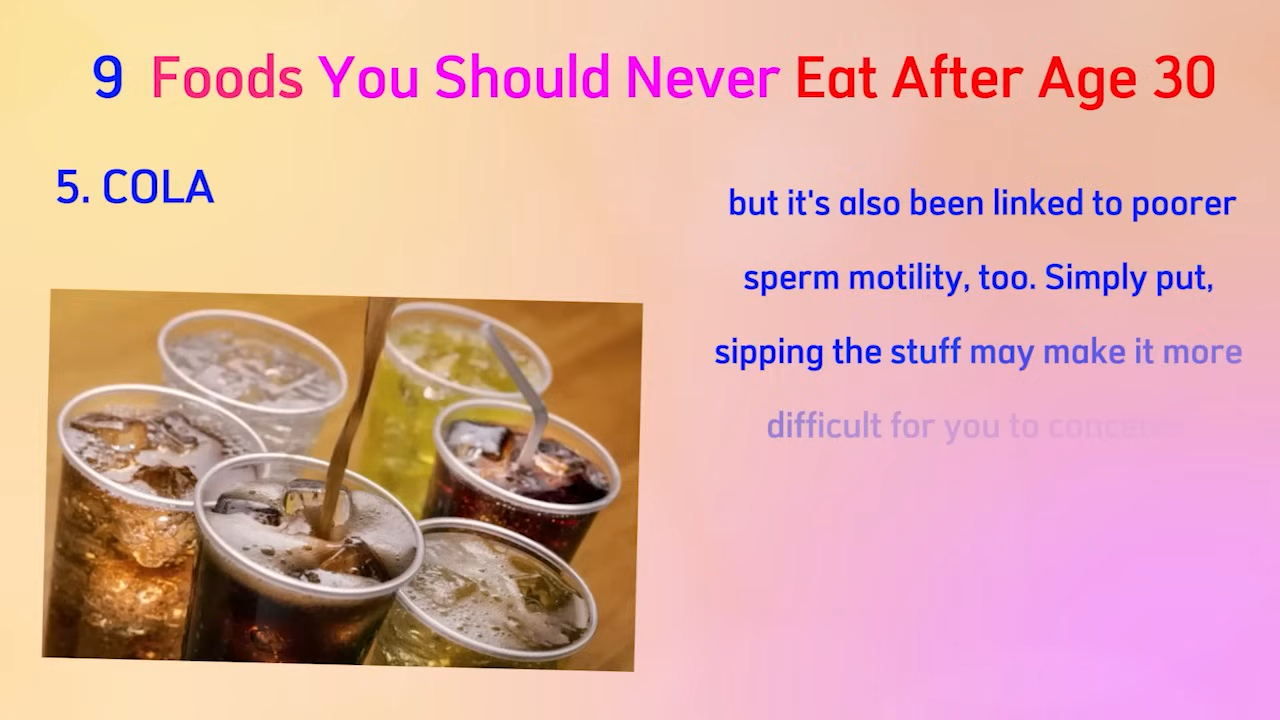 9 Foods You Should Never Eat After Age 30
5. COLA
but it's also been linked to poorer
sperm motility, too. Simply put,
sipping the stuff may make it more
difficult for you to